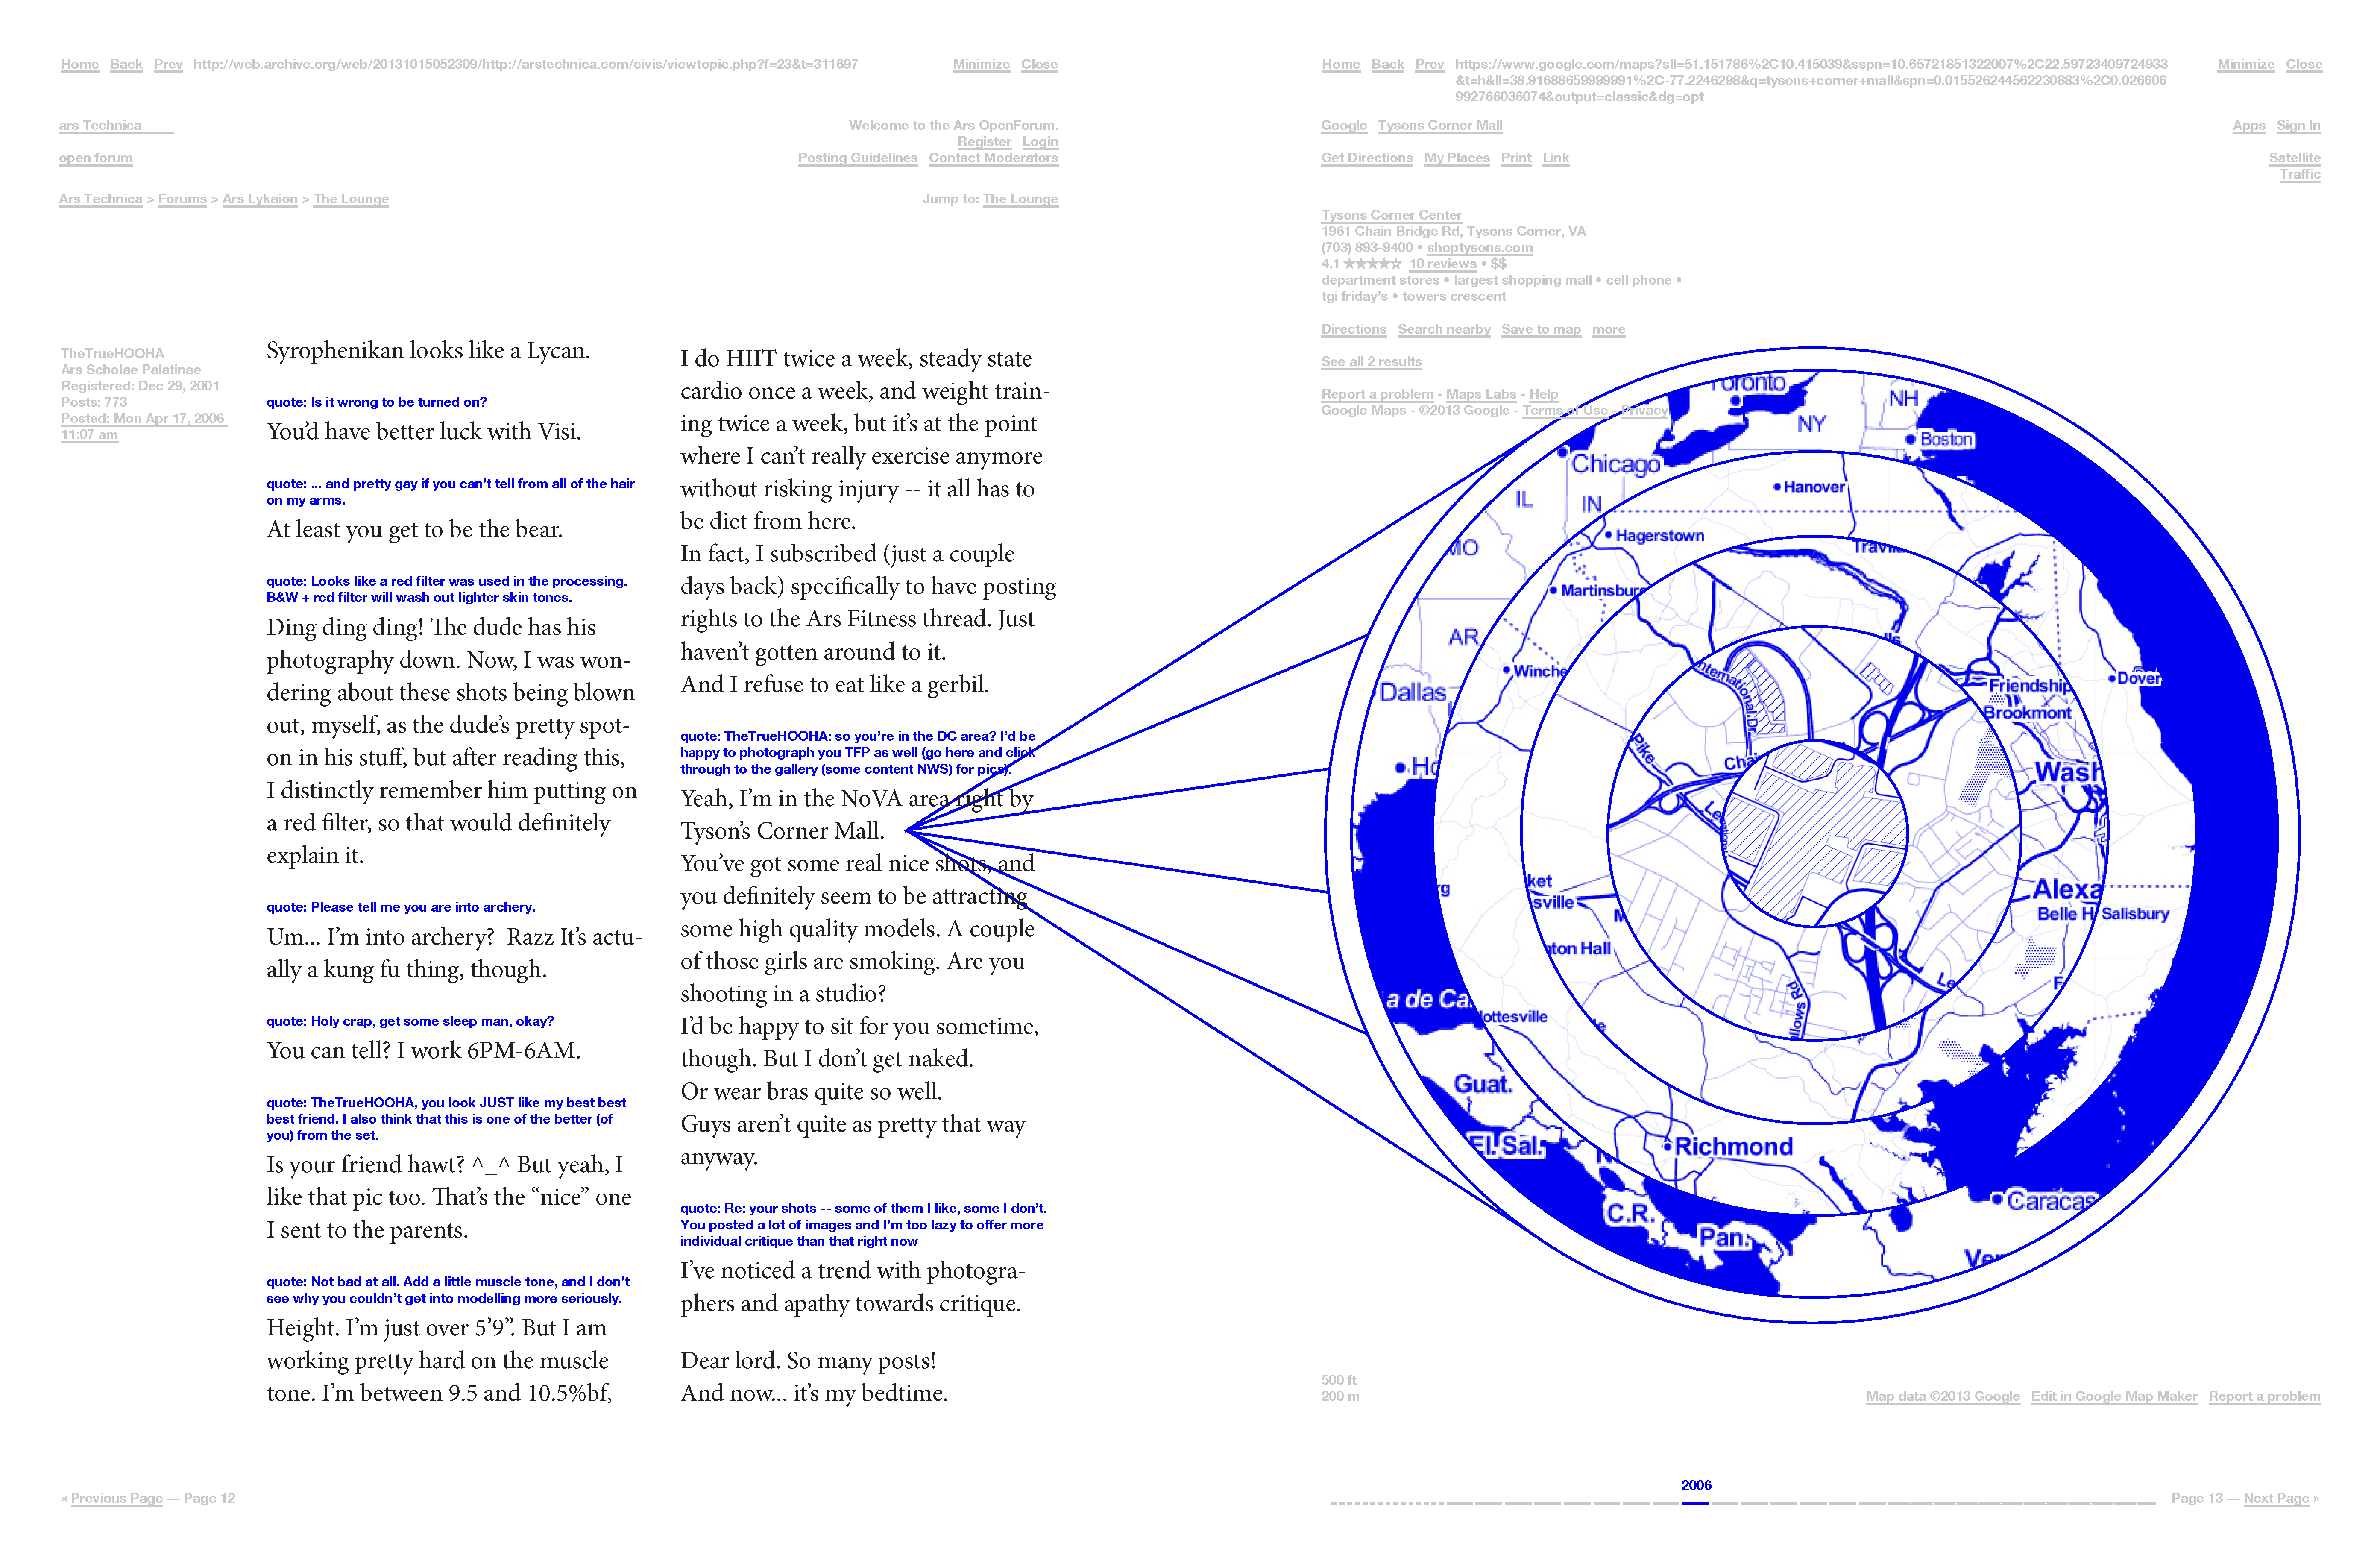 Home Back Prev http://web.archive.org/web/20131015052309/http://arstechnica.com/civis/viewtopic.php?f=23&t=311697 Minimize Close
ars Technica
Welcome to the Ars OpenForum.
Register Login
open forum
Posting Guidelines Contact Moderators
Ars Technica > Forums > Ars Lykaion > The Lounge
Jump to: The Lounge
TheTrueHOOHA
Ars Scholae Palatinae
Registered: Dec 29, 2001
Posts: 773
Posted: Mon Apr 17, 2006
11:07 am
Syrophenikan looks like a Lycan.
quote: Is it wrong to be turned on?
You’d have better luck with Visi.
quote: ... and pretty gay if you can’t tell from all of the hair
on my arms.
At least you get to be the bear.
quote: Looks like a red filter was used in the processing.
B&W + red filter will wash out lighter skin tones.
Ding ding ding! The dude has his
photography down. Now, I was won-
dering about these shots being blown
out, myself, as the dude’s pretty spot-
on in his stuff, but after reading this,
I distinctly remember him putting on
a red filter, so that would definitely
explain it.
quote: Please tell me you are into archery.
Um... I’m into archery?  Razz It’s actu-
ally a kung fu thing, though.
quote: Holy crap, get some sleep man, okay?
You can tell? I work 6PM-6AM.
quote: TheTrueHOOHA, you look JUST like my best best
best friend. I also think that this is one of the better (of
you) from the set.
Is your friend hawt? ^_^ But yeah, I
like that pic too. That’s the “nice” one
I sent to the parents.
quote: Not bad at all. Add a little muscle tone, and I don’t
see why you couldn’t get into modelling more seriously.
Height. I’m just over 5’9”. But I am
working pretty hard on the muscle
tone. I’m between 9.5 and 10.5%bf,
I do HIIT twice a week, steady state
cardio once a week, and weight train-
ing twice a week, but it’s at the point
where I can’t really exercise anymore
without risking injury -- it all has to
be diet from here.
In fact, I subscribed (just a couple
days back) specifically to have posting
rights to the Ars Fitness thread. Just
haven’t gotten around to it.
And I refuse to eat like a gerbil.
quote: TheTrueHOOHA: so you’re in the DC area? I’d be
happy to photograph you TFP as well (go here and click
through to the gallery (some content NWS) for pics).
Yeah, I’m in the NoVA area right by
Tyson’s Corner Mall.
You’ve got some real nice shots, and
you definitely seem to be attracting
some high quality models. A couple
of those girls are smoking. Are you
shooting in a studio?
I’d be happy to sit for you sometime,
though. But I don’t get naked.
Or wear bras quite so well.
Guys aren’t quite as pretty that way
anyway.
quote: Re: your shots -- some of them I like, some I don’t.
You posted a lot of images and I’m too lazy to offer more
individual critique than that right now
I’ve noticed a trend with photogra-
phers and apathy towards critique.
Dear lord. So many posts!
And now... it’s my bedtime.
« Previous Page — Page 12
Home Back Prev https://www.google.com/maps?sll=51.151786%2C10.415039&sspn=10.65721851322007%2C22.59723409724933 Minimize Close
&t=h&ll=38.91688659999991%2C-77.2246298&q=tysons+corner+mall&spn=0.015526244562230883%2C0.026606
992766036074&output=classic&dg=opt
Google Tysons Corner Mall
Apps Sign In
Get Directions My Places Print Link
Satellite
Traffic
Tysons Corner Center
1961 Chain Bridge Rd, Tysons Corner, VA
(703) 893-9400 • shoptysons.com
4.1 ★★★★☆ 10 reviews • $$
department stores • largest shopping mall • cell phone •
tgi friday’s • towers crescent
Directions Search nearby Save to map more
See all 2 results
Report a problem - Maps Labs - Help
Google Maps - ©2013 Google - Terms of Use - Privacy
Toronto
NH
NY
Boston
Chicago
Hanover
IL
IN
Hagerstown
MO
Martinsbur
AR
Winche
Dallas
International Dr
Friendship
Dover
Brookmont
Pike
Cha
Ho
Wash
Le
ket
sville
Alexa
Belle H
Salisbury
M
nton Hall
F
Le
a de Ca
lottesville
llows Rd
Guat.
El Sal.
Richmond
C.R.
Caracas
Pan.
Ver
500 ft
200 m
Map data ©2013 Google Edit in Google Map Maker Report a problem
2006
Page 13 — Next Page »